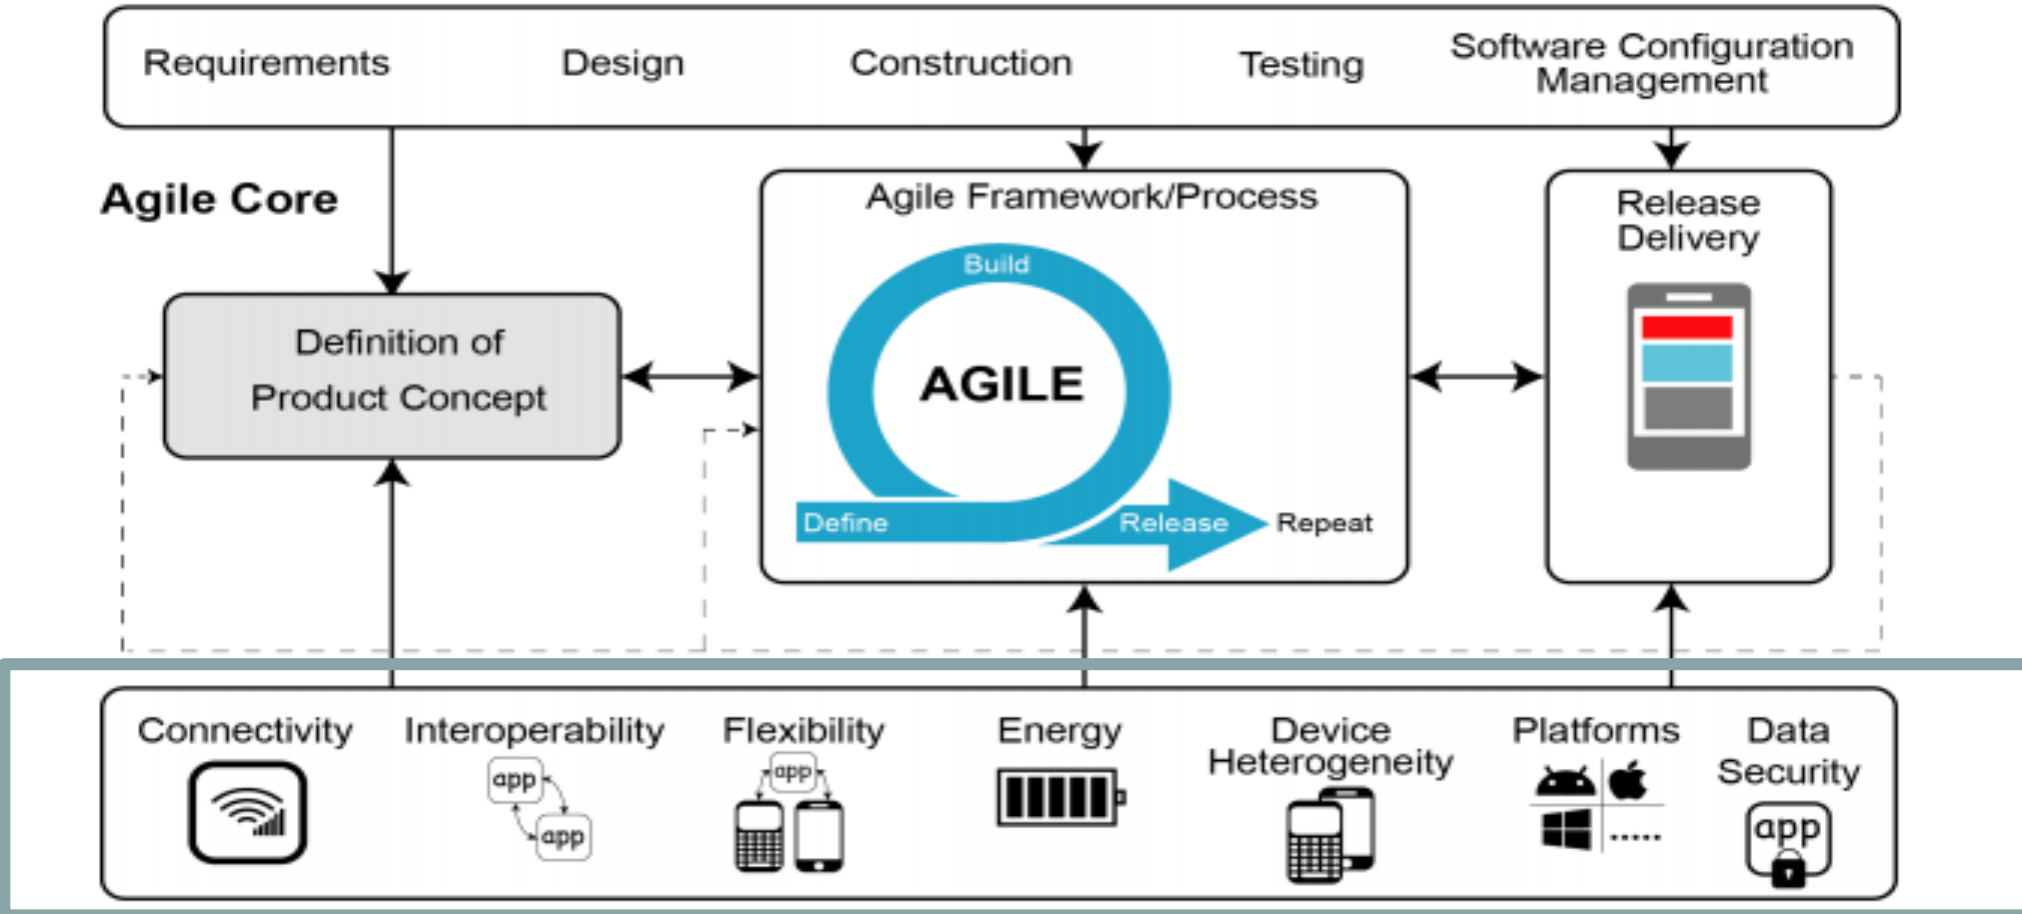 Requirements
Design
Construction
Testing
Software Configuration
Management
Agile Core
Agile Framework/Process
Release
Delivery
Build
Definition of
Product Concept
AGILE
Define
Release
Repeat
Connectivity
Interoperability
Flexibility
Energy
Device
Heterogeneity
Platforms
Data
Security
app
app
app
.....
app